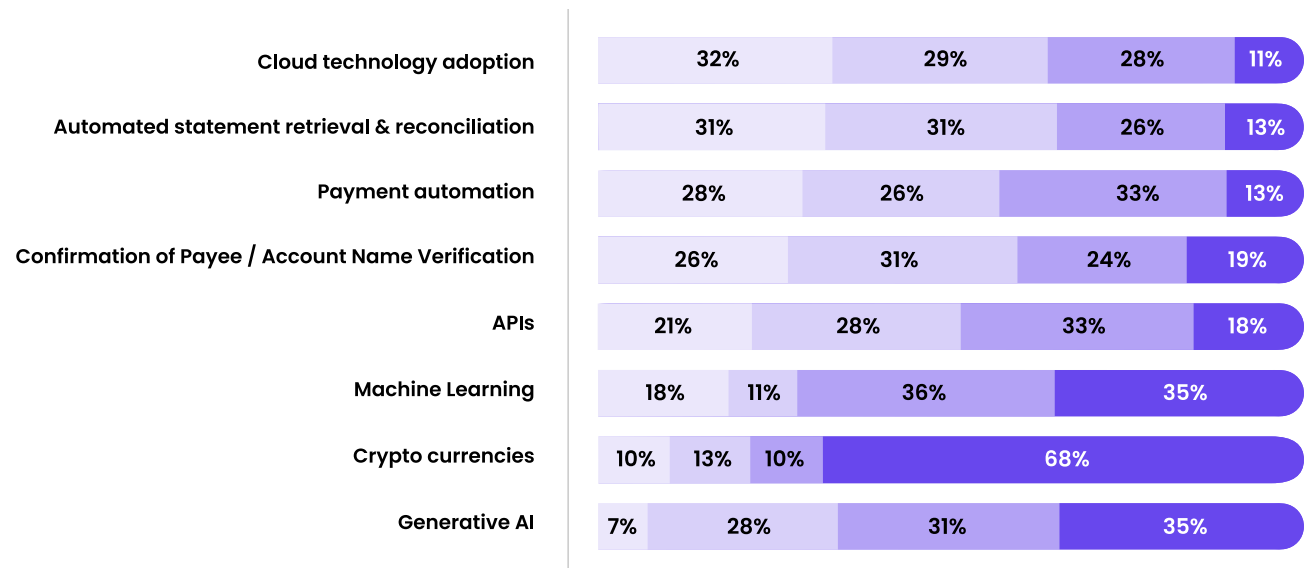 Cloud technology adoption 32% 29% 28% 11%
Automated statement retrieval & reconciliation 31% 31% 26% 13%
Payment automation 28% 26% 33% 13%
Confirmation of Payee / Account Name Verification 26% 31% 24% 19%
APIs 21% 28% 33% 18%
Machine Learning 18% 11% 36% 35%
Crypto currencies 10% 13% 10% 68%
Generative AI 7% 28% 31% 35%